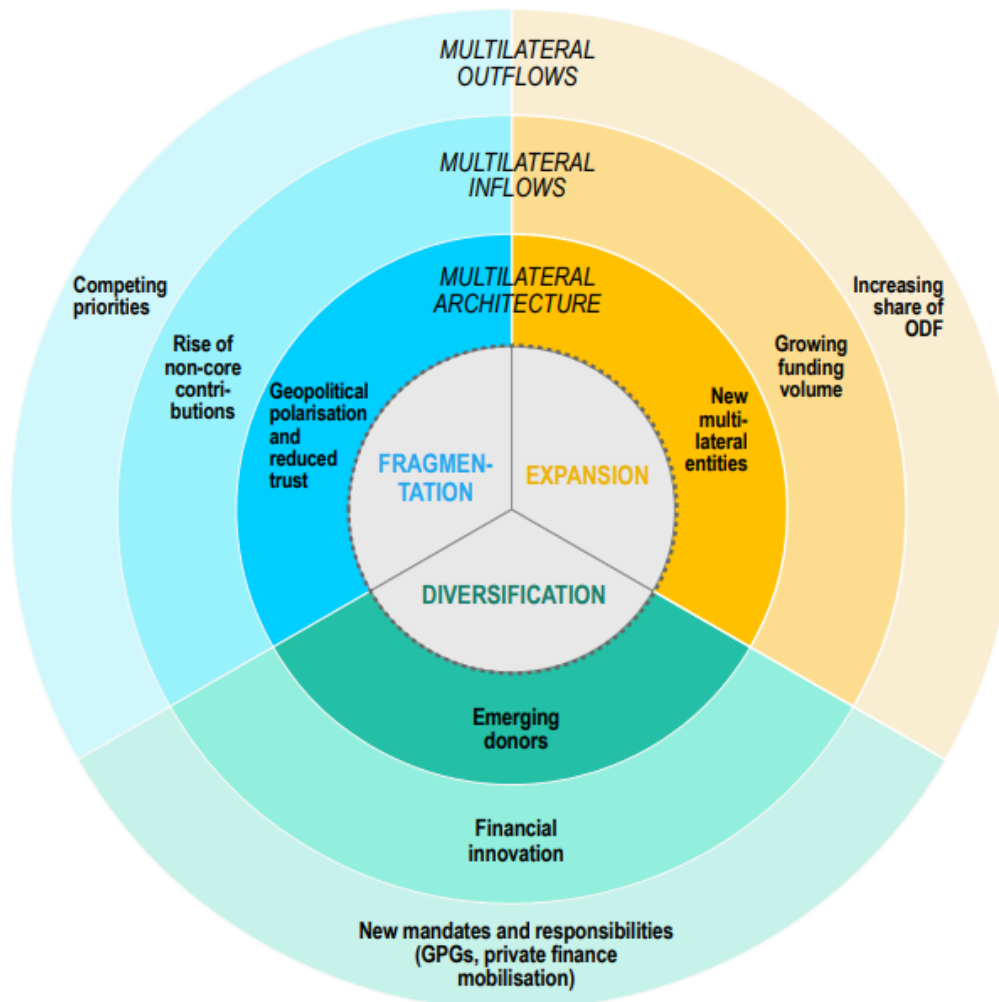 MULTILATERAL
OUTFLOWS
MULTILATERAL
INFLOWS
MULTILATERAL
ARCHITECTURE
Competing
priorities
Rise of
non-core
contri-
butions
Geopolitical
polarisation
and
reduced
trust
FRAGMEN-
TATION
EXPANSION
DIVERSIFICATION
New
multi-
lateral
entities
Growing
funding
volume
Increasing
share of
ODF
Emerging
donors
Financial
innovation
New mandates and responsibilities
(GPGs, private finance
mobilisation)